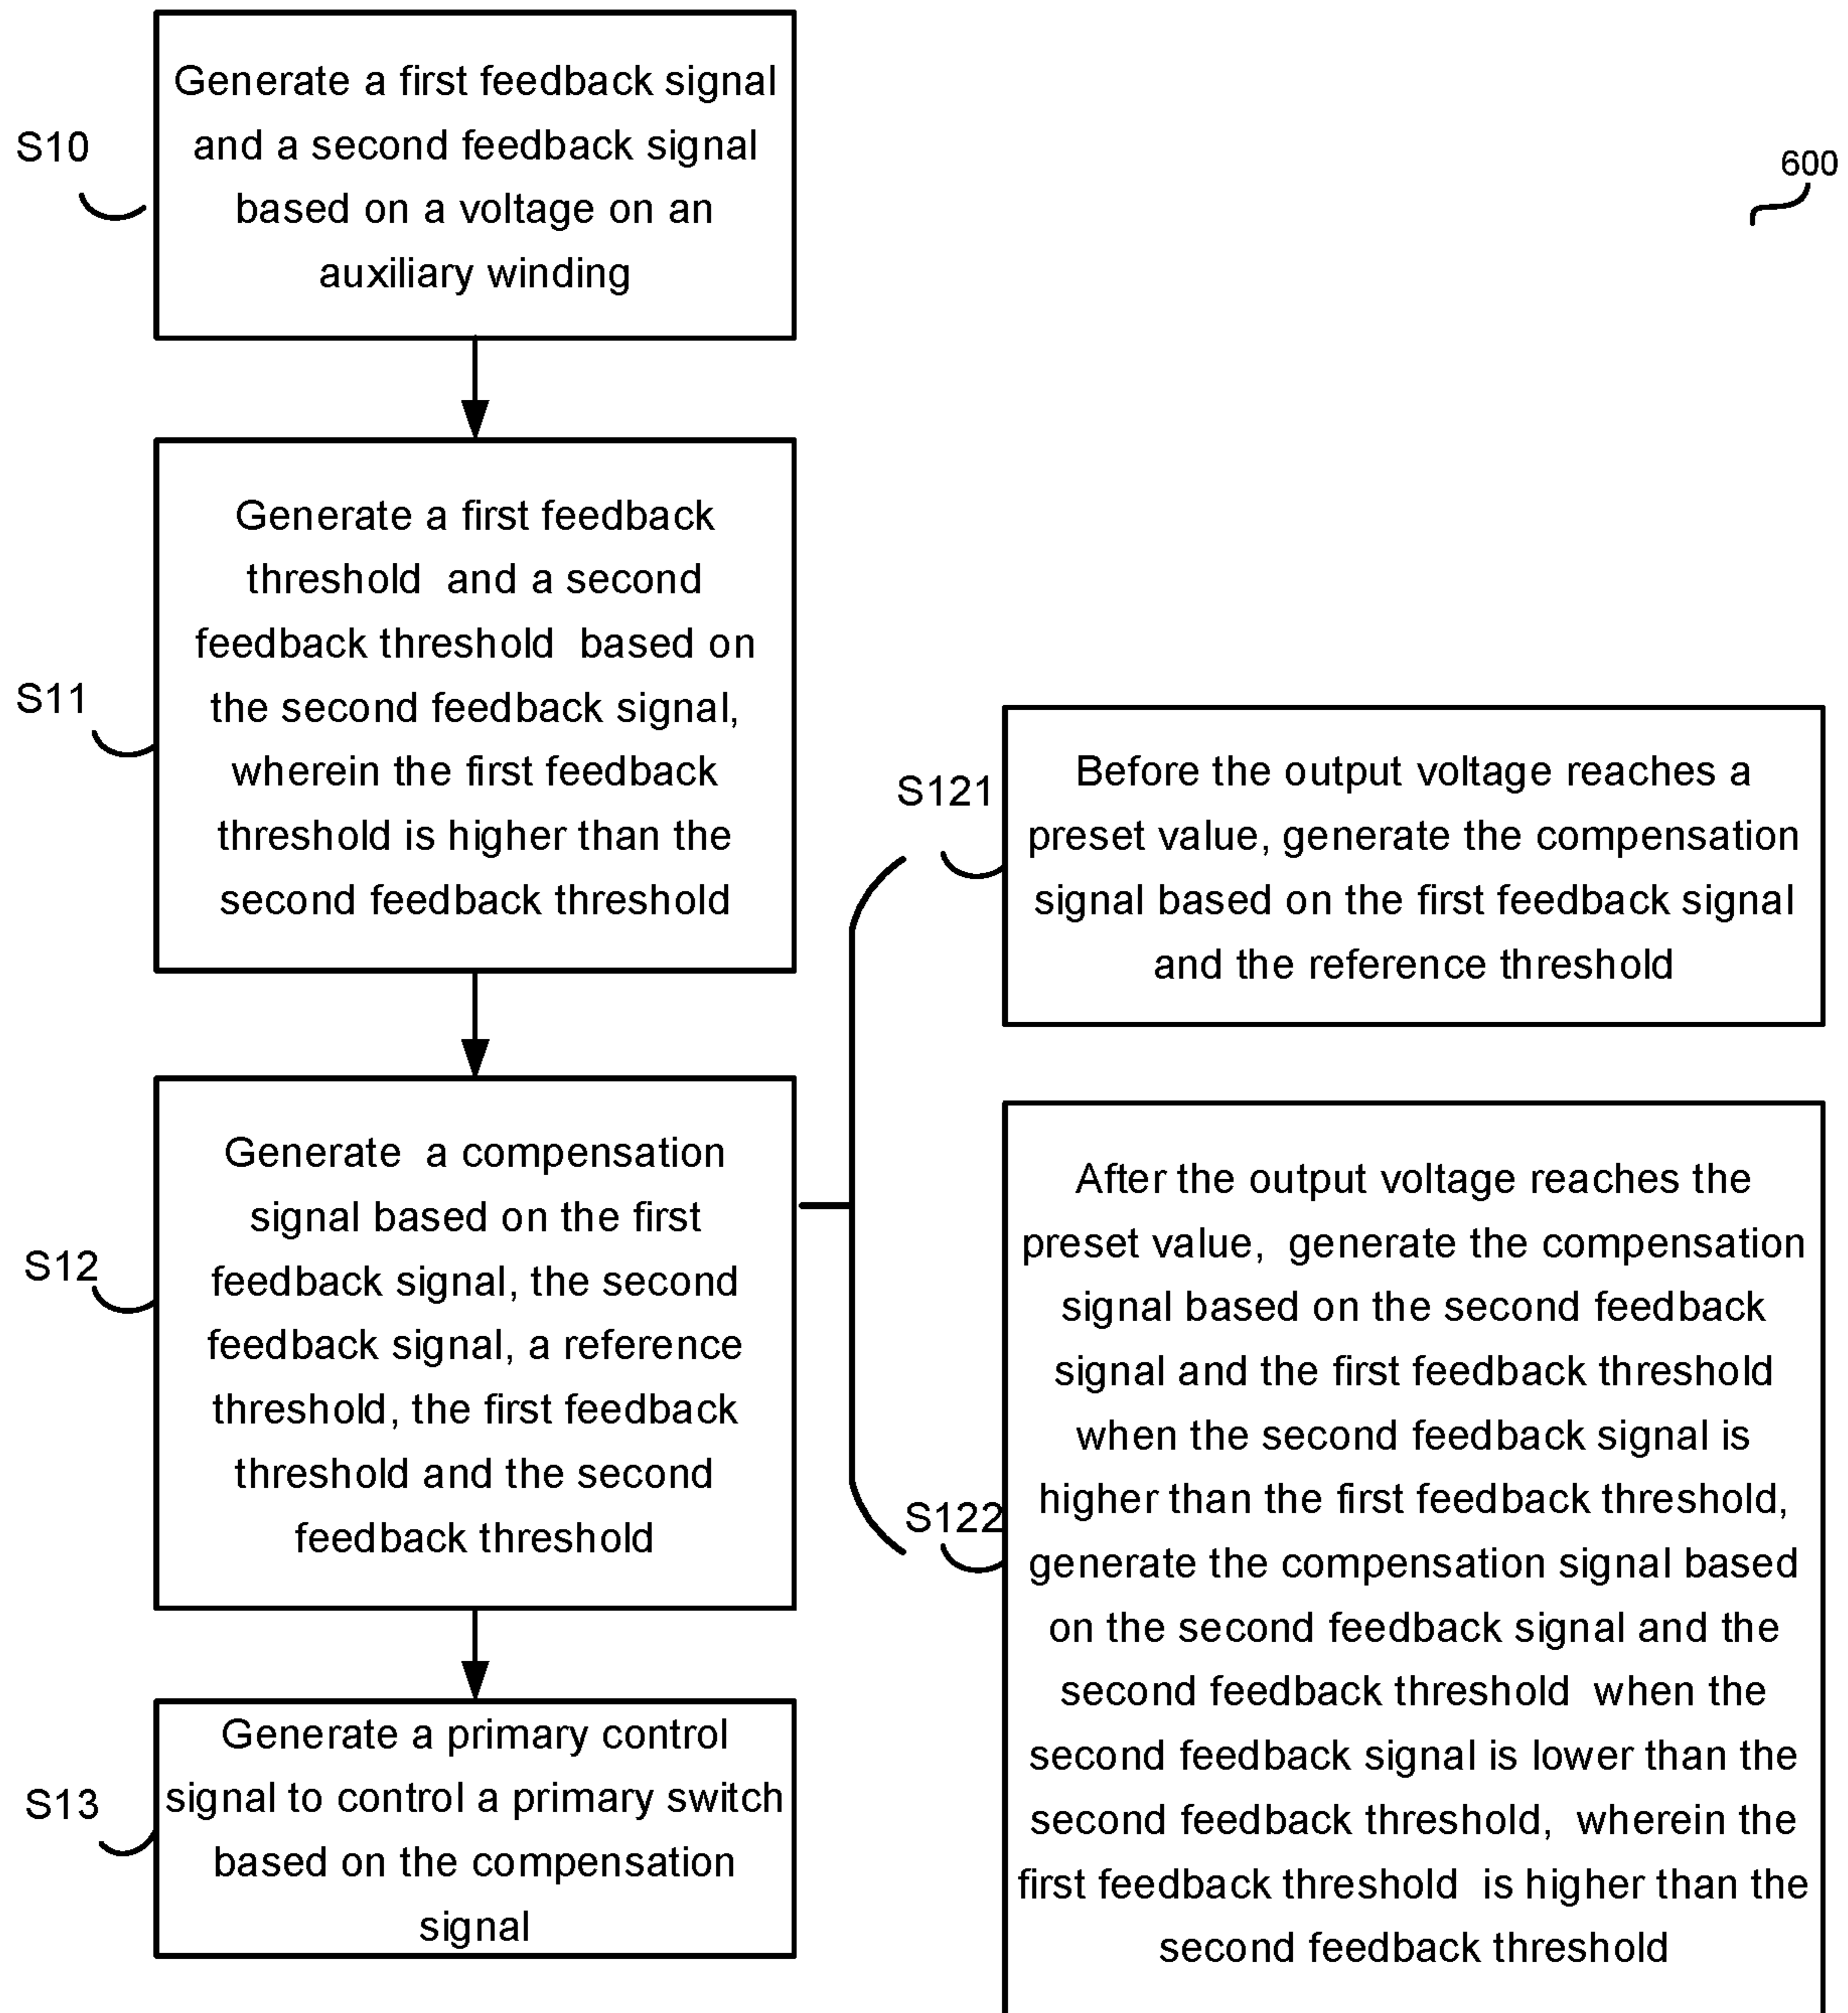 600
S10
Generate a first feedback signal
and a second feedback signal
based on a voltage on an
auxiliary winding
S11
Generate a first feedback
threshold and a second
feedback threshold based on
the second feedback signal,
wherein the first feedback
threshold is higher than the
second feedback threshold
S12
Generate a compensation
signal based on the first
feedback signal, the second
feedback signal, a reference
threshold, the first feedback
threshold and the second
feedback threshold
S121
Before the output voltage reaches a
preset value, generate the compensation
signal based on the first feedback signal
and the reference threshold
S122
After the output voltage reaches the
preset value, generate the compensation
signal based on the second feedback
signal and the first feedback threshold
when the second feedback signal is
higher than the first feedback threshold,
generate the compensation signal based
on the second feedback signal and the
second feedback threshold when the
second feedback signal is lower than the
second feedback threshold, wherein the
first feedback threshold is higher than the
second feedback threshold
S13
Generate a primary control
signal to control a primary switch
based on the compensation
signal